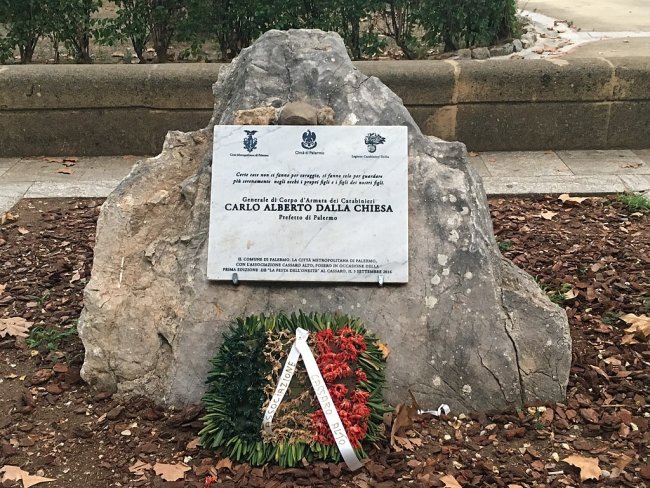 Città Metropolitana di Palermo
Città di Palermo
Legione Carabinieri Sicilia
Certe cose non si fanno per coraggio, si fanno solo per guardare
più serenamente negli occhi i propri figli e i figli dei nostri figli.
Generale di Corpo d'Armata dei Carabinieri
CARLO ALBERTO DALLA CHIESA
Prefetto di Palermo
IL COMUNE DI PALERMO, LA CITTÀ METROPOLITANA DI PALERMO,
CON L'ASSOCIAZIONE CASSARO ALTO, POSERO IN OCCASIONE DELLA
PRIMA EDIZIONE DE "LA FESTA DELL'ONESTÀ" AL CASSARO, IL 3 SETTEMBRE 2016
ASSOCIAZIONE
CASSARO ALTO